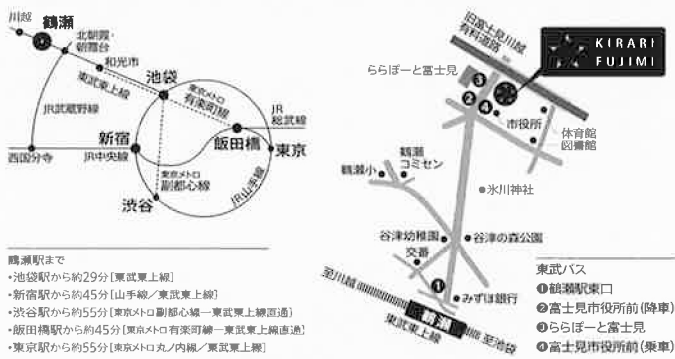 川越
鶴瀬
北朝霞・
朝霞台
和光市
東武東上線
池袋
東京メトロ
有楽町線
JR
総武線
JR武蔵野線
新宿
飯田橋
東京
西国分寺
JR中央線
東京メトロ
副都心線
JR山手線
渋谷
鶴瀬駅まで
・池袋駅から約29分[東武東上線]
・新宿駅から約45分[山手線／東武東上線]
・渋谷駅から約55分[東京メトロ副都心線ー東武東上線直通]
・飯田橋駅から約45分[東京メトロ有楽町線ー東武東上線直通]
・東京駅から約55分[東京メトロ丸ノ内線／東武東上線]
旧富士見川越
有料道路
KIRARI
FUJIMI
ららぽーと富士見
❸
❷
❹
市役所
体育館
図書館
鶴瀬
コミセン
鶴瀬小
氷川神社
谷津幼稚園
谷津の森公園
交番
❶
みずほ銀行
至川越
鶴瀬
東武東上線
至池袋
東武バス
❶鶴瀬駅東口
❷富士見市役所前(降車)
❸ららぽーと富士見
❹富士見市役所前(乗車)